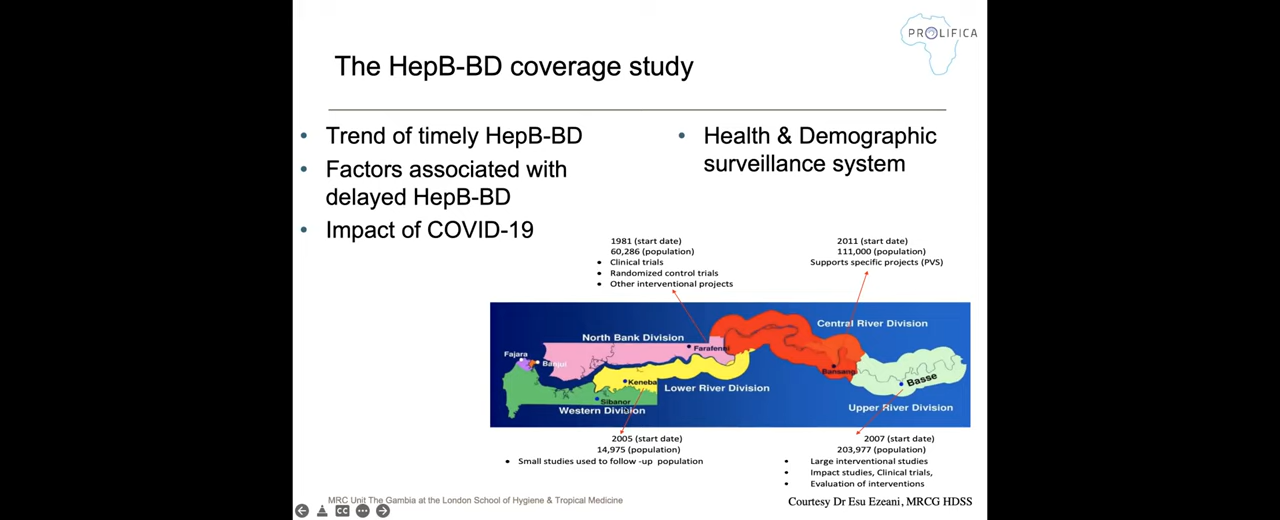 PROLIFICA
The HepB-BD coverage study
• Trend of timely HepB-BD
• Factors associated with
delayed HepB-BD
• Impact of COVID-19
• Health & Demographic
surveillance system
1981 (start date)
60,286 (population)
• Clinical trials
• Randomized control trials
• Other interventional projects
2011 (start date)
111,000 (population)
Supports specific projects (PVS)
North Bank Division
Central River Division
Farafenni
Fajara
Banjul
Bansang
Keneba
Lower River Division
Basse
Sibanor
Western Division
Upper River Division
2005 (start date)
14,975 (population)
• Small studies used to follow -up population
2007 (start date)
203,977 (population)
• Large interventional studies
• Impact studies, Clinical trials,
• Evaluation of interventions
MRC Unit The Gambia at the London School of Hygiene & Tropical Medicine
Courtesy Dr Esu Ezeani, MRCG HDSS
CC